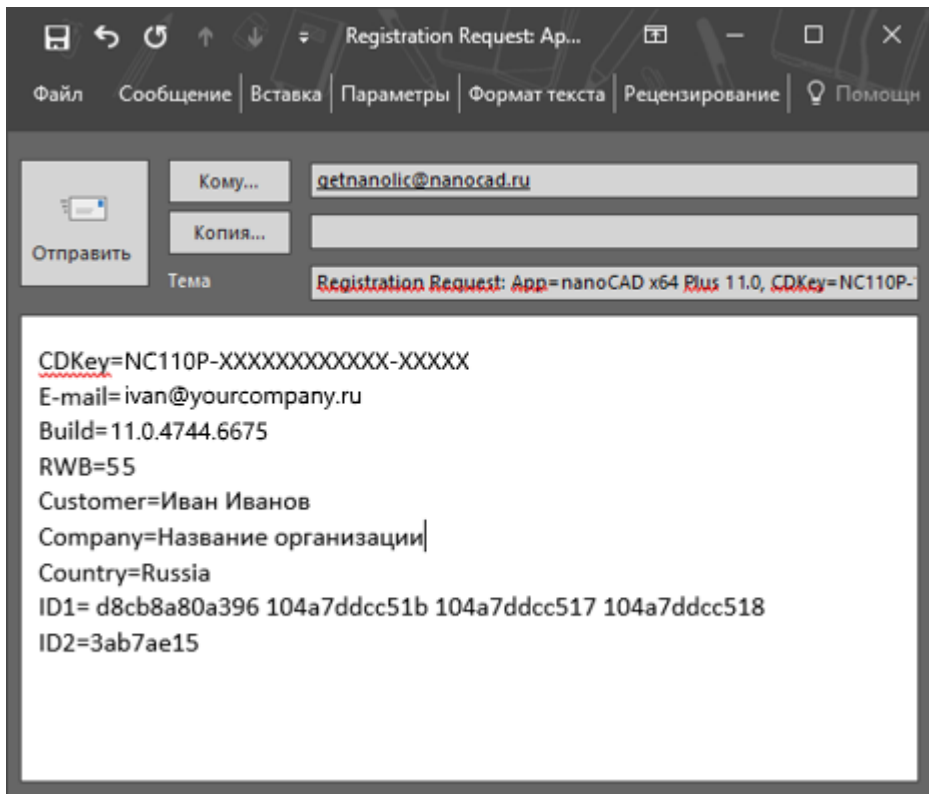 Registration Request: Ap...
Файл Сообщение Вставка Параметры Формат текста Рецензирование Помощн
Отправить
Кому... getnanolic@nanocad.ru
Копия...
Тема Registration Request: App=nanoCAD x64 Plus 11.0, CDKey=NC110P-
CDKey=NC110P-XXXXXXXXXXXX-XXXXX
E-mail=ivan@yourcompany.ru
Build=11.0.4744.6675
RWB=55
Customer=Иван Иванов
Company=Название организации
Country=Russia
ID1= d8cb8a80a396 104a7ddcc51b 104a7ddcc517 104a7ddcc518
ID2=3ab7ae15